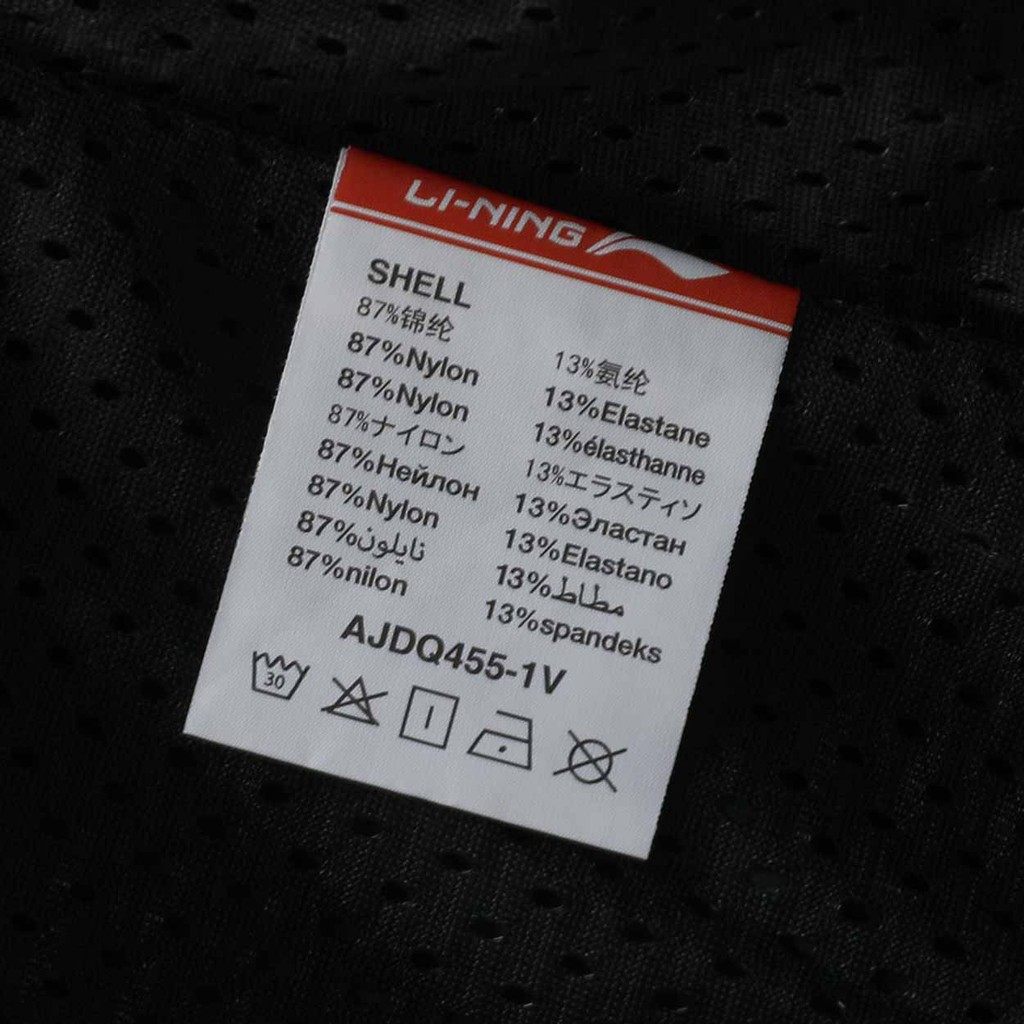 LI-NING
SHELL
87%锦纶 13%氨纶
87%Nylon 13%Elastane
87%Nylon 13%élasthanne
87%ナイロン 13%エラスティン
87%Нейлон 13%Эластан
87%Nylon 13%Elastano
87%نايلون 13%مطاط
87%nilon 13%spandeks
AJDQ455-1V
30